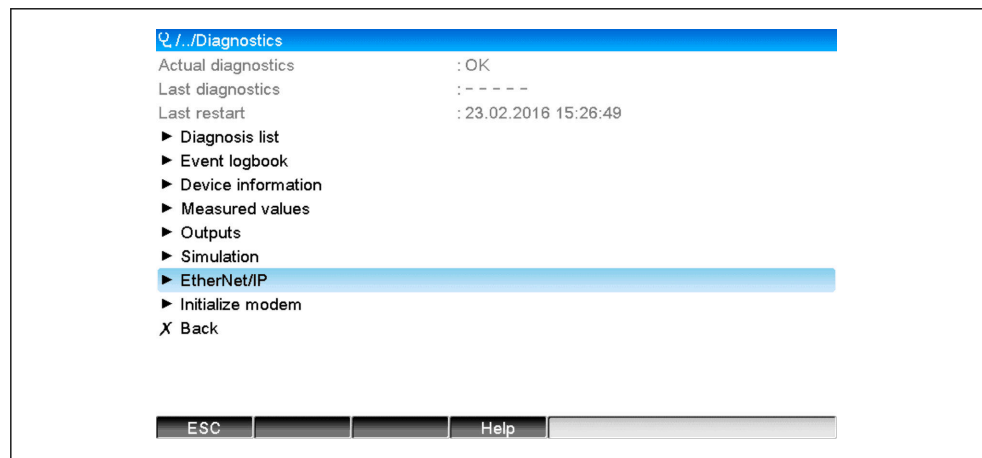 /../Diagnostics
Actual diagnostics : OK
Last diagnostics : - - - - -
Last restart : 23.02.2016 15:26:49
► Diagnosis list
► Event logbook
► Device information
► Measured values
► Outputs
► Simulation
► EtherNet/IP
► Initialize modem
X Back
ESC Help